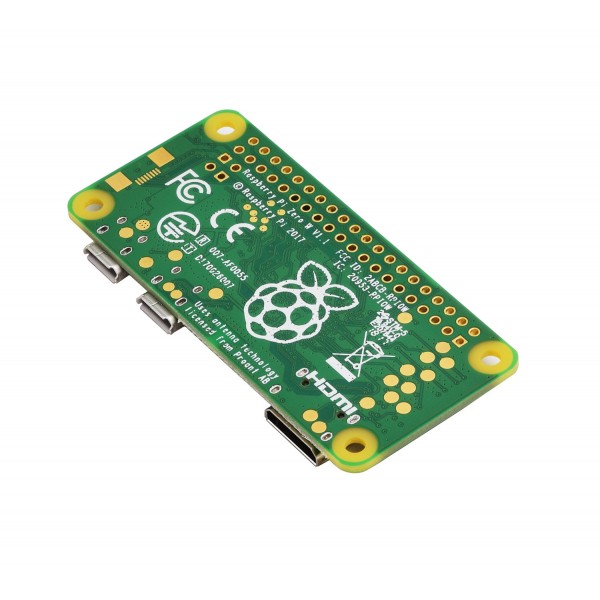 Raspberry Pi Zero W V1.1
© Raspberry Pi 2017
FCC ID: 2ABCB-RPI0W
IC: 20953-RPI0W
FC
CE
R 007-AF0055
T D170028007
Uses antenna technology
licensed from Proant AB
HDMI